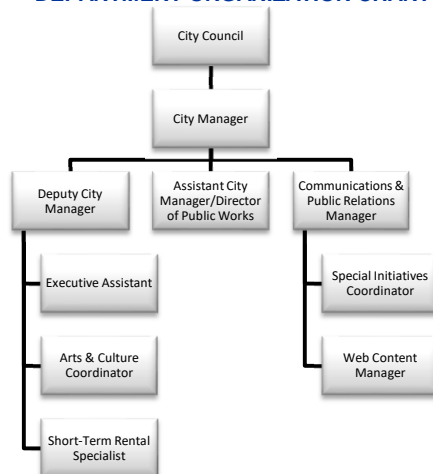 DEPARTMENT ORGANIZATION CHART
City Council
City Manager
Deputy City
Manager
Assistant City
Manager/Director
of Public Works
Communications &
Public Relations
Manager
Executive Assistant
Arts & Culture
Coordinator
Short-Term Rental
Specialist
Special Initiatives
Coordinator
Web Content
Manager